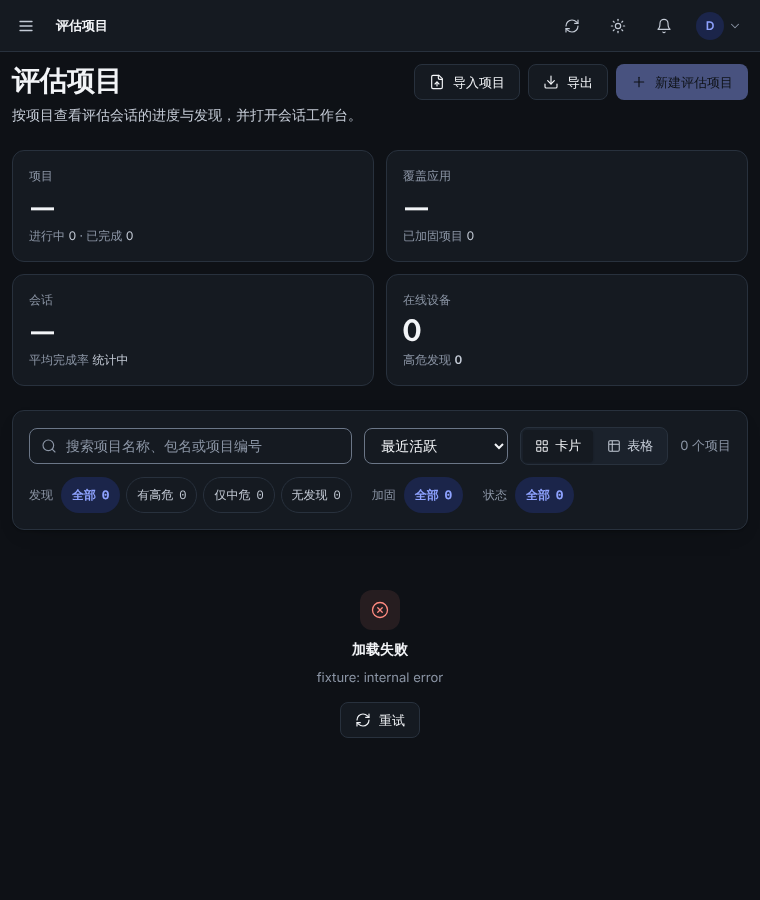 评估项目
D
评估项目
导入项目
导出
新建评估项目
按项目查看评估会话的进度与发现，并打开会话工作台。
项目
—
进行中 0 · 已完成 0
覆盖应用
—
已加固项目 0
会话
—
平均完成率 统计中
在线设备
0
高危发现 0
搜索项目名称、包名或项目编号
最近活跃
卡片
表格
0 个项目
发现 全部 0 有高危 0 仅中危 0 无发现 0 加固 全部 0 状态 全部 0
加载失败
fixture: internal error
重试